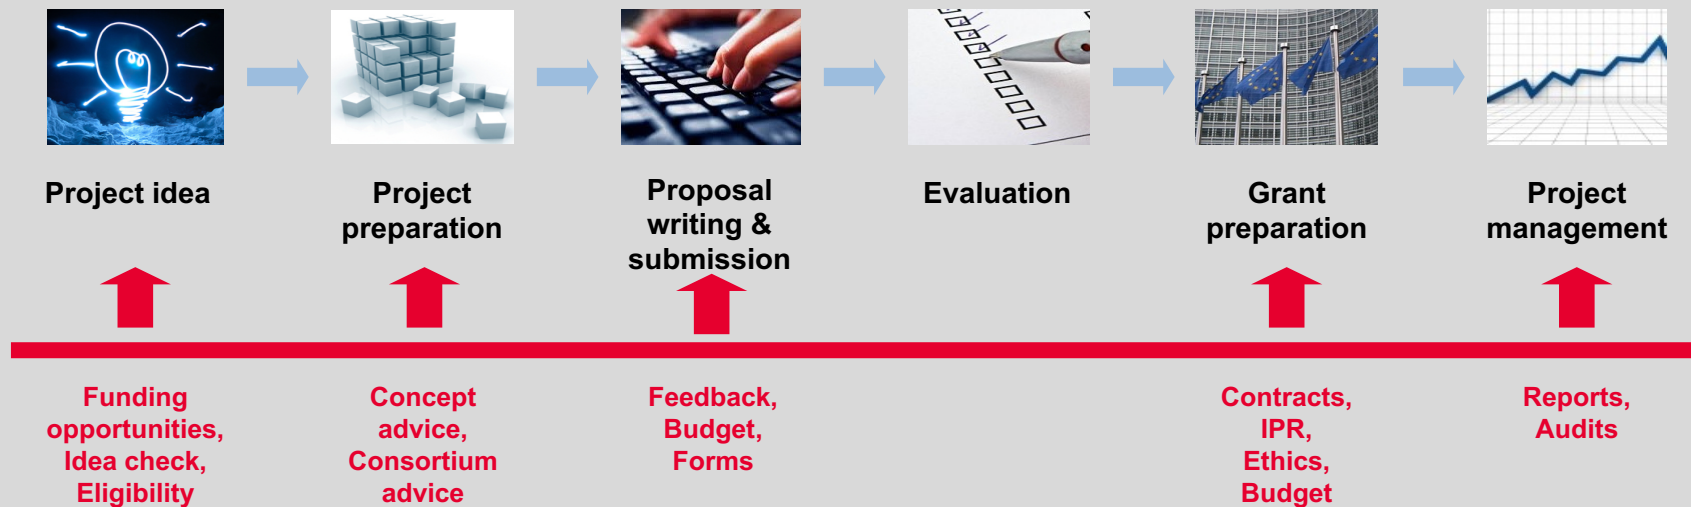 Project idea
Project
preparation
Proposal
writing &
submission
Evaluation
Grant
preparation
Project
management
Funding
opportunities,
Idea check,
Eligibility
Concept
advice,
Consortium
advice
Feedback,
Budget,
Forms
Contracts,
IPR,
Ethics,
Budget
Reports,
Audits